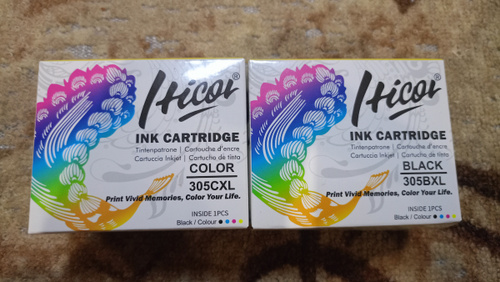 Hicor®
INK CARTRIDGE
Tintenpatrone | Cartouche d'encre
Cartuccia Inkjet | Cartucho de tinta
COLOR
305CXL
Print Vivid Memories, Color Your Life.
INSIDE 1PCS
Black / Colour
Hicor®
INK CARTRIDGE
Tintenpatrone | Cartouche d'encre
Cartuccia Inkjet | Cartucho de tinta
BLACK
305BXL
Print Vivid Memories, Color Your Life.
INSIDE 1PCS
Black / Colour